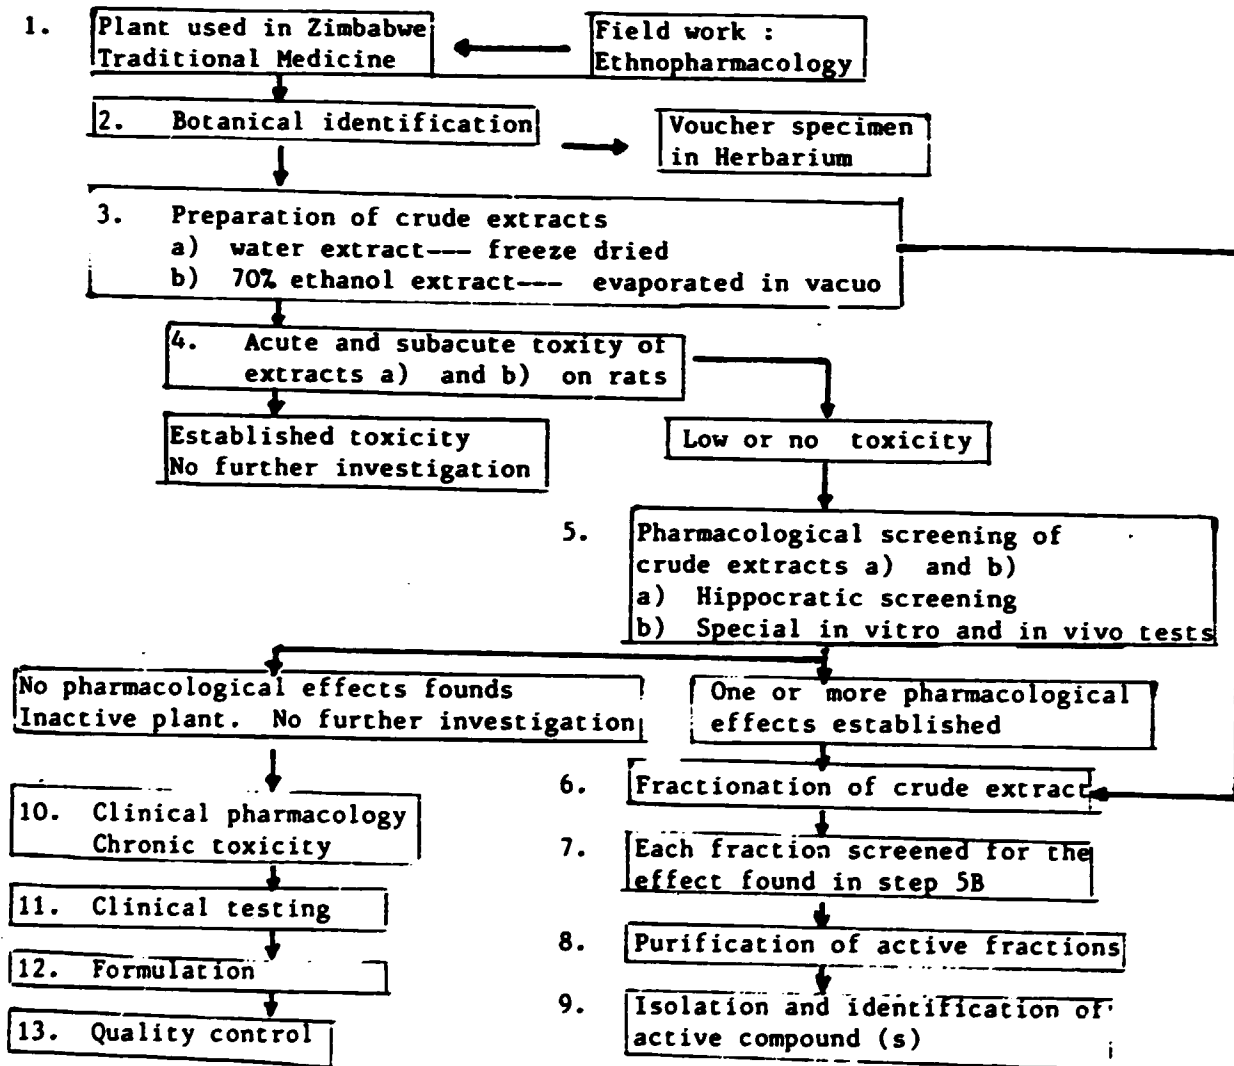 1. Plant used in Zimbabwe
Traditional Medicine
Field work :
Ethnopharmacology
2. Botanical identification
Voucher specimen
in Herbarium
3. Preparation of crude extracts
a) water extract--- freeze dried
b) 70% ethanol extract--- evaporated in vacuo
4. Acute and subacute toxity of
extracts a) and b) on rats
Established toxicity
No further investigation
Low or no toxicity
5. Pharmacological screening of
crude extracts a) and b)
a) Hippocratic screening
b) Special in vitro and in vivo tests
No pharmacological effects founds
Inactive plant. No further investigation
One or more pharmacological
effects established
6. Fractionation of crude extract
7. Each fraction screened for the
effect found in step 5B
8. Purification of active fractions
9. Isolation and identification of
active compound (s)
10. Clinical pharmacology
Chronic toxicity
11. Clinical testing
12. Formulation
13. Quality control